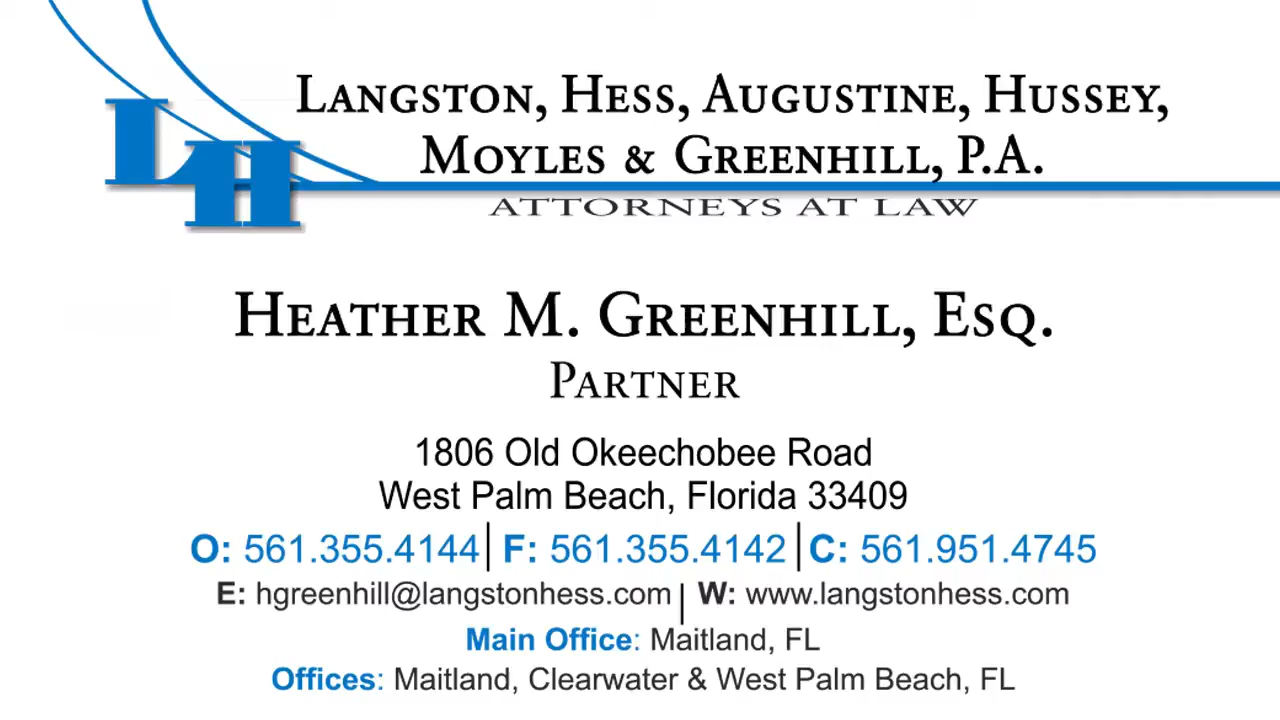 LH
Langston, Hess, Augustine, Hussey,
Moyles & Greenhill, P.A.
ATTORNEYS AT LAW
Heather M. Greenhill, Esq.
Partner
1806 Old Okeechobee Road
West Palm Beach, Florida 33409
O: 561.355.4144| F: 561.355.4142 |C: 561.951.4745
E: hgreenhill@langstonhess.com | W: www.langstonhess.com
Main Office: Maitland, FL
Offices: Maitland, Clearwater & West Palm Beach, FL